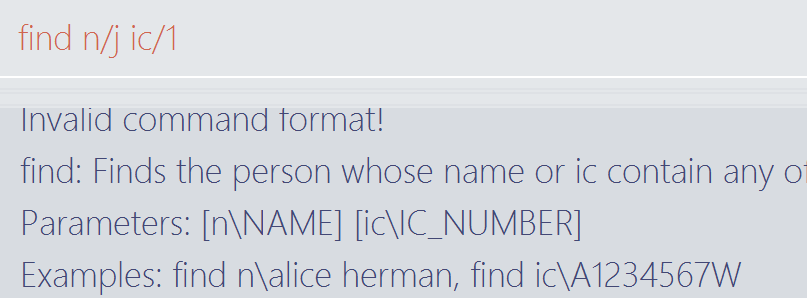 find n/j ic/1
Invalid command format!
find: Finds the person whose name or ic contain any of
Parameters: [n\NAME] [ic\IC_NUMBER]
Examples: find n\alice herman, find ic\A1234567W